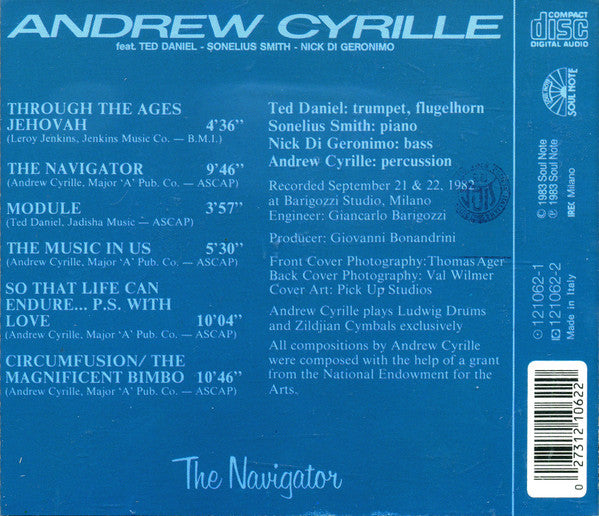 ANDREW CYRILLE
feat. TED DANIEL - SONELIUS SMITH - NICK DI GERONIMO
THROUGH THE AGES
JEHOVAH 4'36"
(Leroy Jenkins, Jenkins Music Co. — B.M.I.)
THE NAVIGATOR 9'46"
(Andrew Cyrille, Major 'A' Pub. Co. — ASCAP)
MODULE 3'57"
(Ted Daniel, Jadisha Music — ASCAP)
THE MUSIC IN US 5'30"
(Andrew Cyrille, Major 'A' Pub. Co. — ASCAP)
SO THAT LIFE CAN
ENDURE... P.S. WITH
LOVE 10'04"
(Andrew Cyrille, Major 'A' Pub. Co. — ASCAP)
CIRCUMFUSION/ THE
MAGNIFICENT BIMBO 10'46"
(Andrew Cyrille, Major 'A' Pub. Co. — ASCAP)
Ted Daniel: trumpet, flugelhorn
Sonelius Smith: piano
Nick Di Geronimo: bass
Andrew Cyrille: percussion
Recorded September 21 & 22, 1982
at Barigozzi Studio, Milano
Engineer: Giancarlo Barigozzi
Producer: Giovanni Bonandrini
Front Cover Photography: Thomas Ager
Back Cover Photography: Val Wilmer
Cover Art: Pick Up Studios
Andrew Cyrille plays Ludwig Drums
and Zildjian Cymbals exclusively
All compositions by Andrew Cyrille
were composed with the help of a grant
from the National Endowment for the
Arts.
The Navigator
COMPACT
disc
DIGITAL AUDIO
SOUL NOTE
℗ 1983 Soul Note
© 1983 Soul Note
IREC Milano
121062-1
121062-2
Made in Italy
0 27312 10622